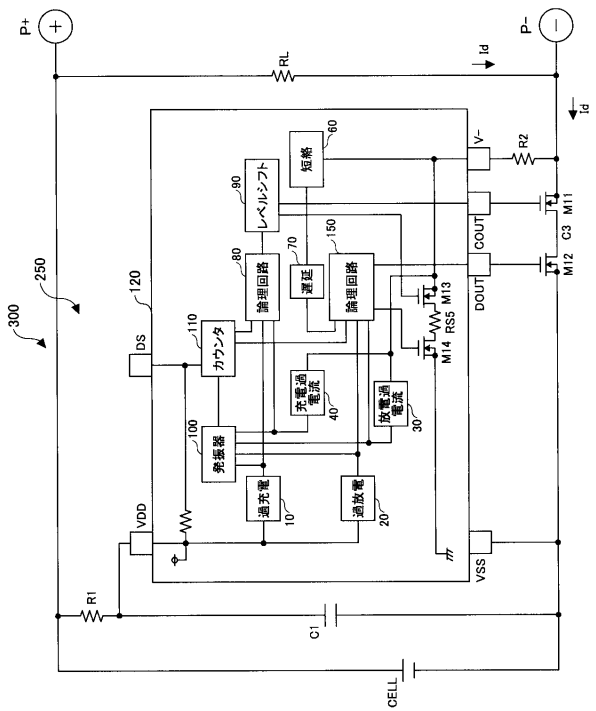 300
250
P+
+
P-
−
RL
Id
Id
120
DS
VDD
R1
C1
CELL
110
カウンタ
100
発振器
80
論理回路
90
レベルシフト
短絡
60
70
遅延
150
論理回路
充電過
電流
40
放電過
電流
30
過充電
10
過放電
20
M13
RS5
M14
V-
R2
COUT
DOUT
VSS
M11
C3
M12